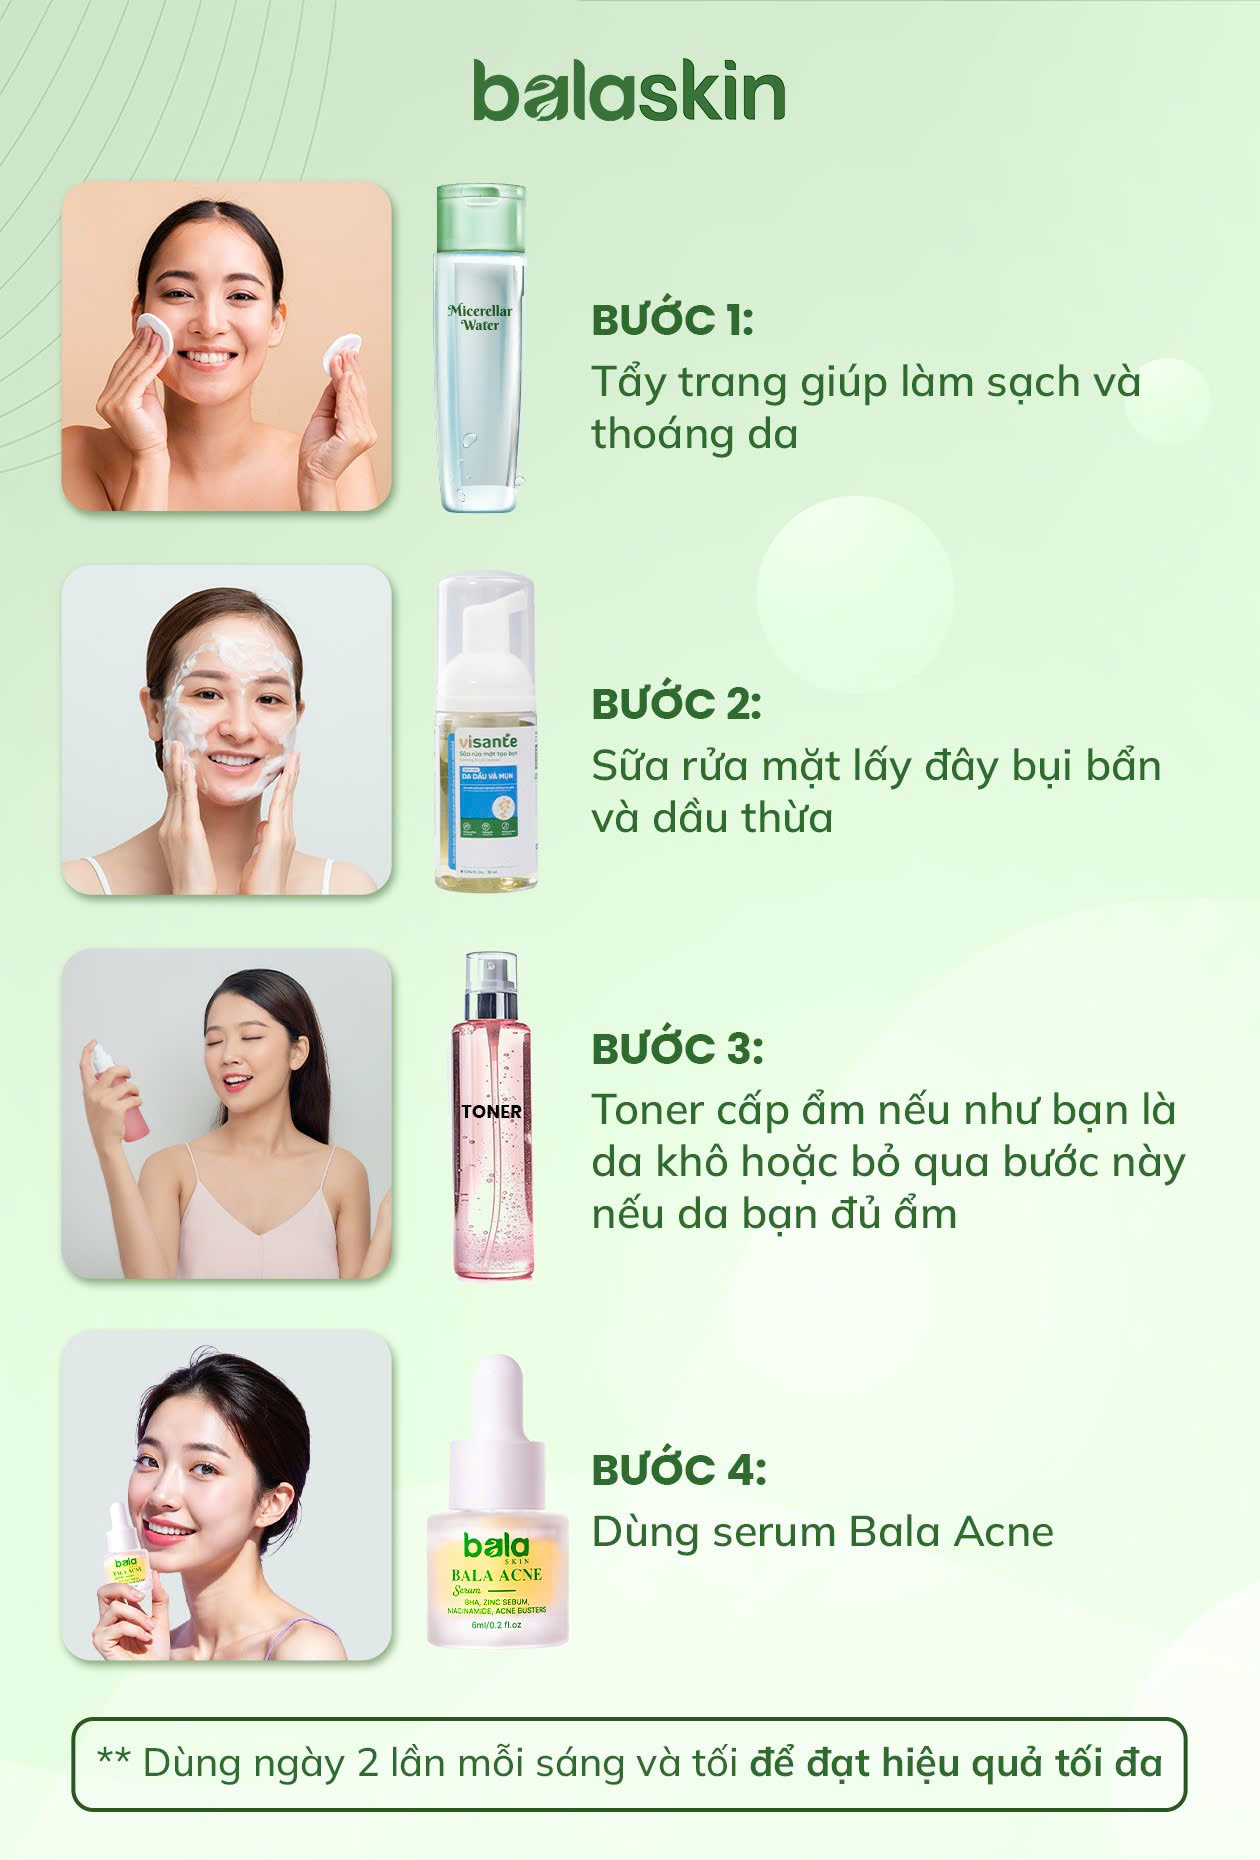 balaskin
Micerellar
Water
BƯỚC 1:
Tẩy trang giúp làm sạch và
thoáng da
visante
Sữa rửa mặt tạo bọt
DA DẦU VÀ MỤN
BƯỚC 2:
Sữa rửa mặt lấy đây bụi bẩn
và dầu thừa
TONER
BƯỚC 3:
Toner cấp ẩm nếu như bạn là
da khô hoặc bỏ qua bước này
nếu da bạn đủ ẩm
bala
BALA ACNE
bala
SKIN
BALA ACNE
Serum
BHA, ZINC SEBUM,
NIACINAMIDE, ACNE BUSTERS
6ml/0.2 fl.oz
BƯỚC 4:
Dùng serum Bala Acne
** Dùng ngày 2 lần mỗi sáng và tối để đạt hiệu quả tối đa